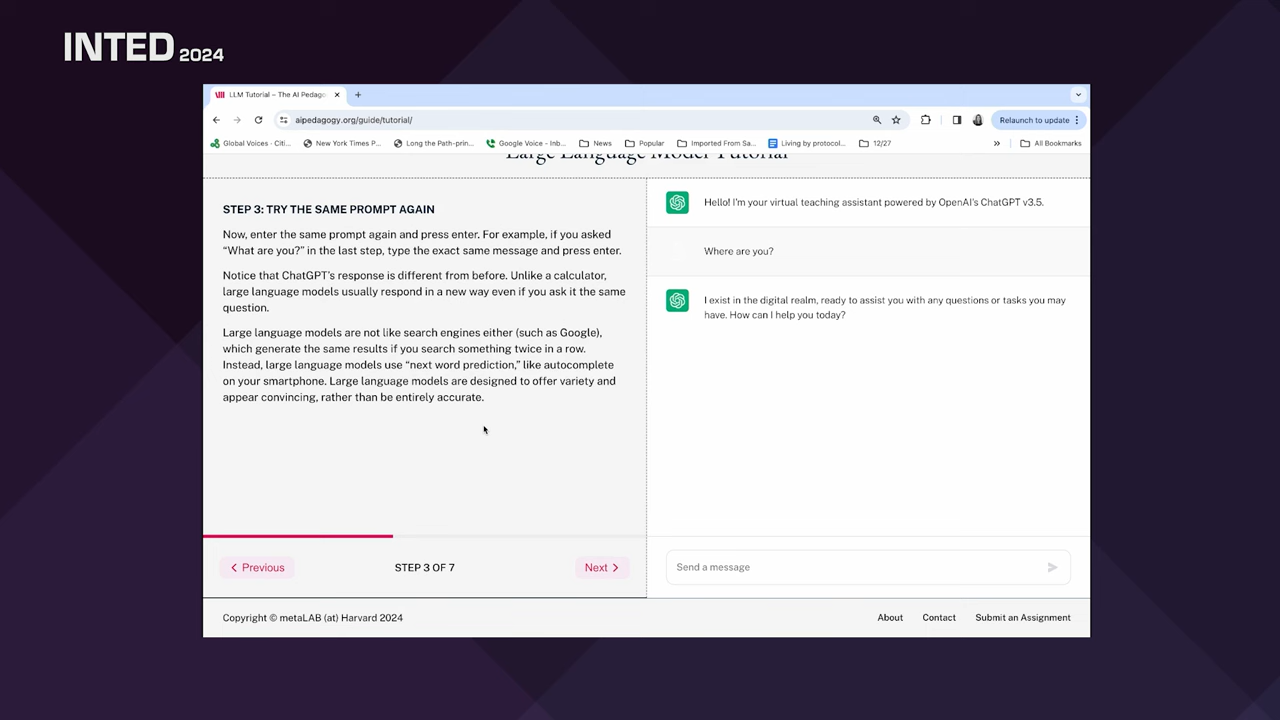 INTED 2024
LLM Tutorial – The AI Pedago
aipedagogy.org/guide/tutorial/
Relaunch to update
Global Voices - Citi...
New York Times P...
Long the Path-prin...
Google Voice - Inb...
News
Popular
Imported From Sa...
Living by protocol...
12/27
All Bookmarks
Large Language Model Tutorial
STEP 3: TRY THE SAME PROMPT AGAIN
Now, enter the same prompt again and press enter. For example, if you asked
“What are you?” in the last step, type the exact same message and press enter.
Notice that ChatGPT’s response is different from before. Unlike a calculator,
large language models usually respond in a new way even if you ask it the same
question.
Large language models are not like search engines either (such as Google),
which generate the same results if you search something twice in a row.
Instead, large language models use “next word prediction,” like autocomplete
on your smartphone. Large language models are designed to offer variety and
appear convincing, rather than be entirely accurate.
Previous
STEP 3 OF 7
Next
Hello! I'm your virtual teaching assistant powered by OpenAI's ChatGPT v3.5.
Where are you?
I exist in the digital realm, ready to assist you with any questions or tasks you may
have. How can I help you today?
Send a message
Copyright © metaLAB (at) Harvard 2024
About
Contact
Submit an Assignment